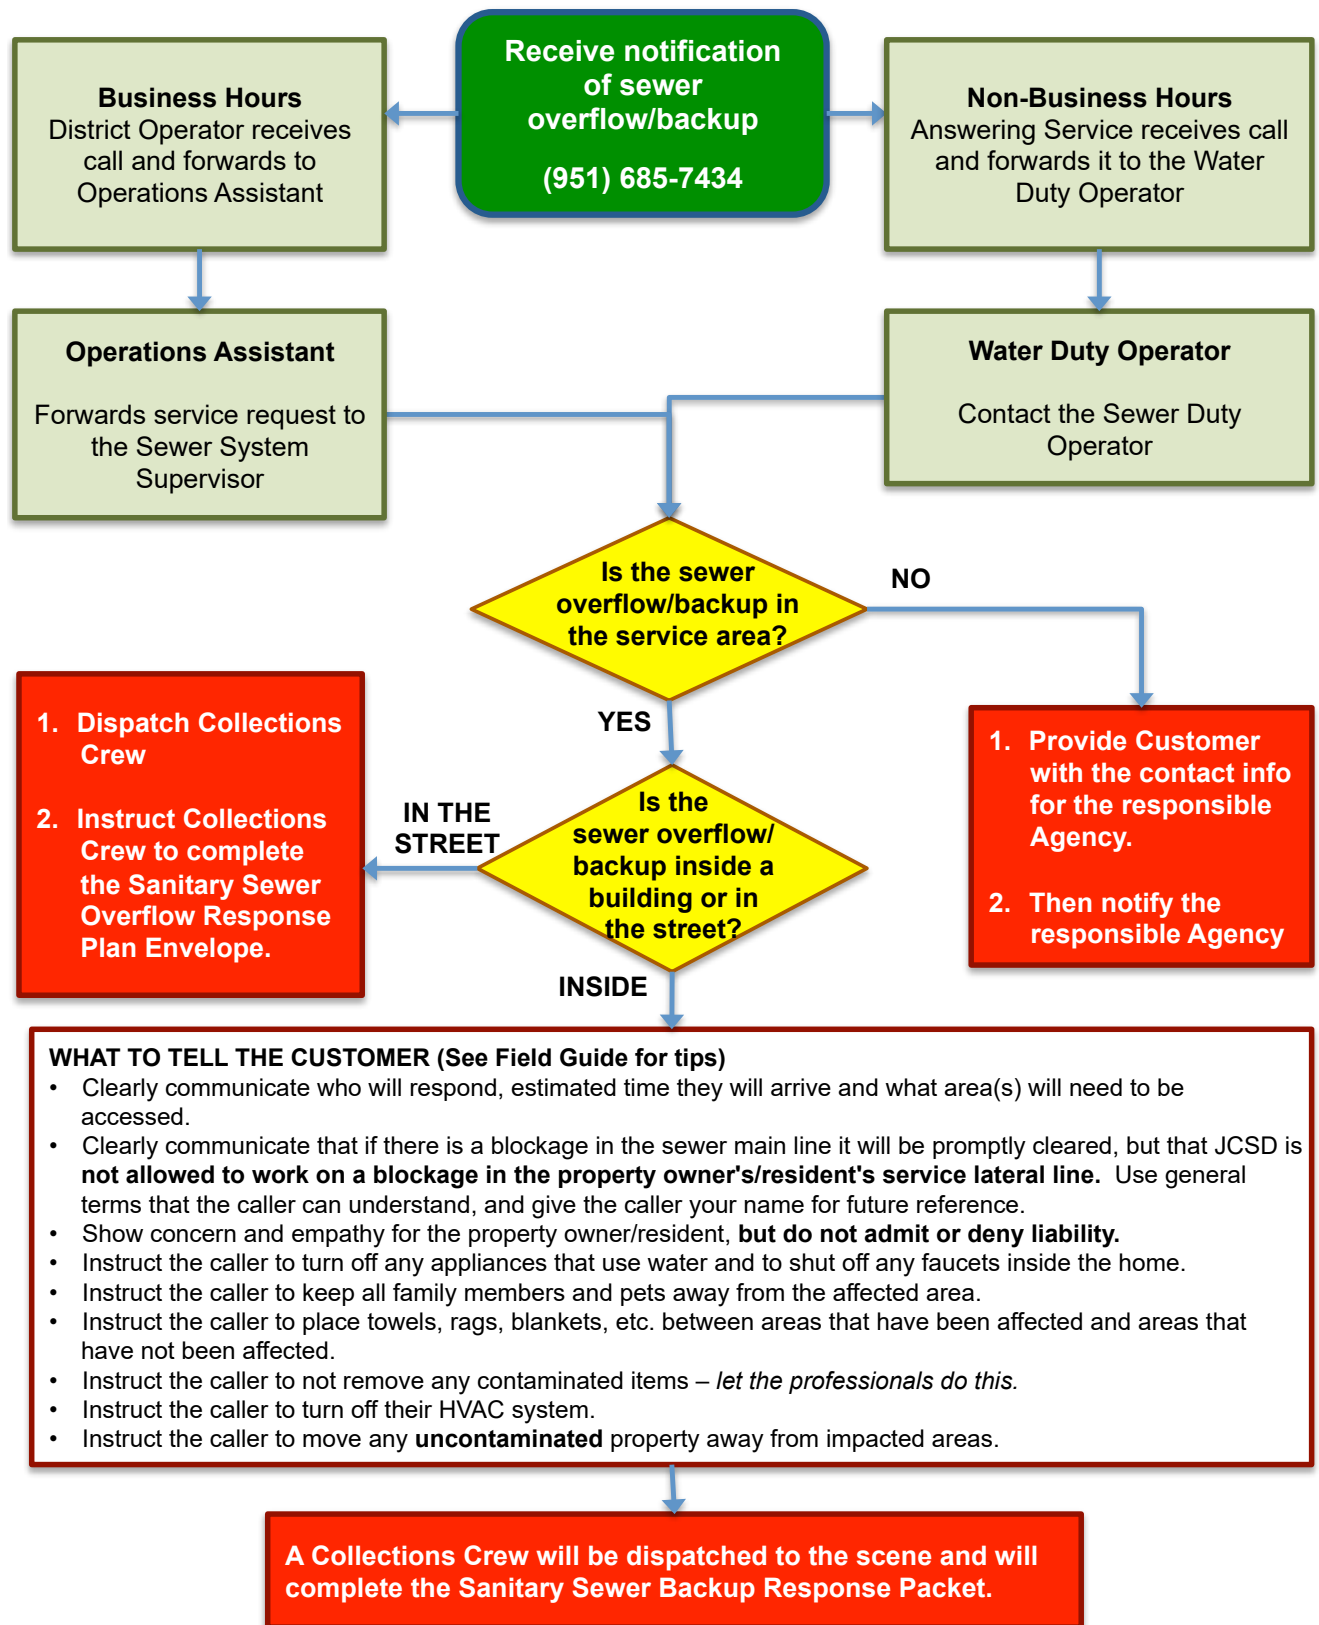 Receive notification
of sewer
overflow/backup
(951) 685-7434
Business Hours
District Operator receives
call and forwards to
Operations Assistant
Non-Business Hours
Answering Service receives call
and forwards it to the Water
Duty Operator
Operations Assistant
Forwards service request to
the Sewer System
Supervisor
Water Duty Operator
Contact the Sewer Duty
Operator
Is the sewer
overflow/backup in
the service area?
NO
YES
1. Provide Customer
with the contact info
for the responsible
Agency.
2. Then notify the
responsible Agency
Is the
sewer overflow/
backup inside a
building or in
the street?
IN THE
STREET
1. Dispatch Collections
Crew
2. Instruct Collections
Crew to complete
the Sanitary Sewer
Overflow Response
Plan Envelope.
INSIDE
WHAT TO TELL THE CUSTOMER (See Field Guide for tips)
• Clearly communicate who will respond, estimated time they will arrive and what area(s) will need to be
accessed.
• Clearly communicate that if there is a blockage in the sewer main line it will be promptly cleared, but that JCSD is
not allowed to work on a blockage in the property owner's/resident's service lateral line. Use general
terms that the caller can understand, and give the caller your name for future reference.
• Show concern and empathy for the property owner/resident, but do not admit or deny liability.
• Instruct the caller to turn off any appliances that use water and to shut off any faucets inside the home.
• Instruct the caller to keep all family members and pets away from the affected area.
• Instruct the caller to place towels, rags, blankets, etc. between areas that have been affected and areas that
have not been affected.
• Instruct the caller to not remove any contaminated items – let the professionals do this.
• Instruct the caller to turn off their HVAC system.
• Instruct the caller to move any uncontaminated property away from impacted areas.
A Collections Crew will be dispatched to the scene and will
complete the Sanitary Sewer Backup Response Packet.